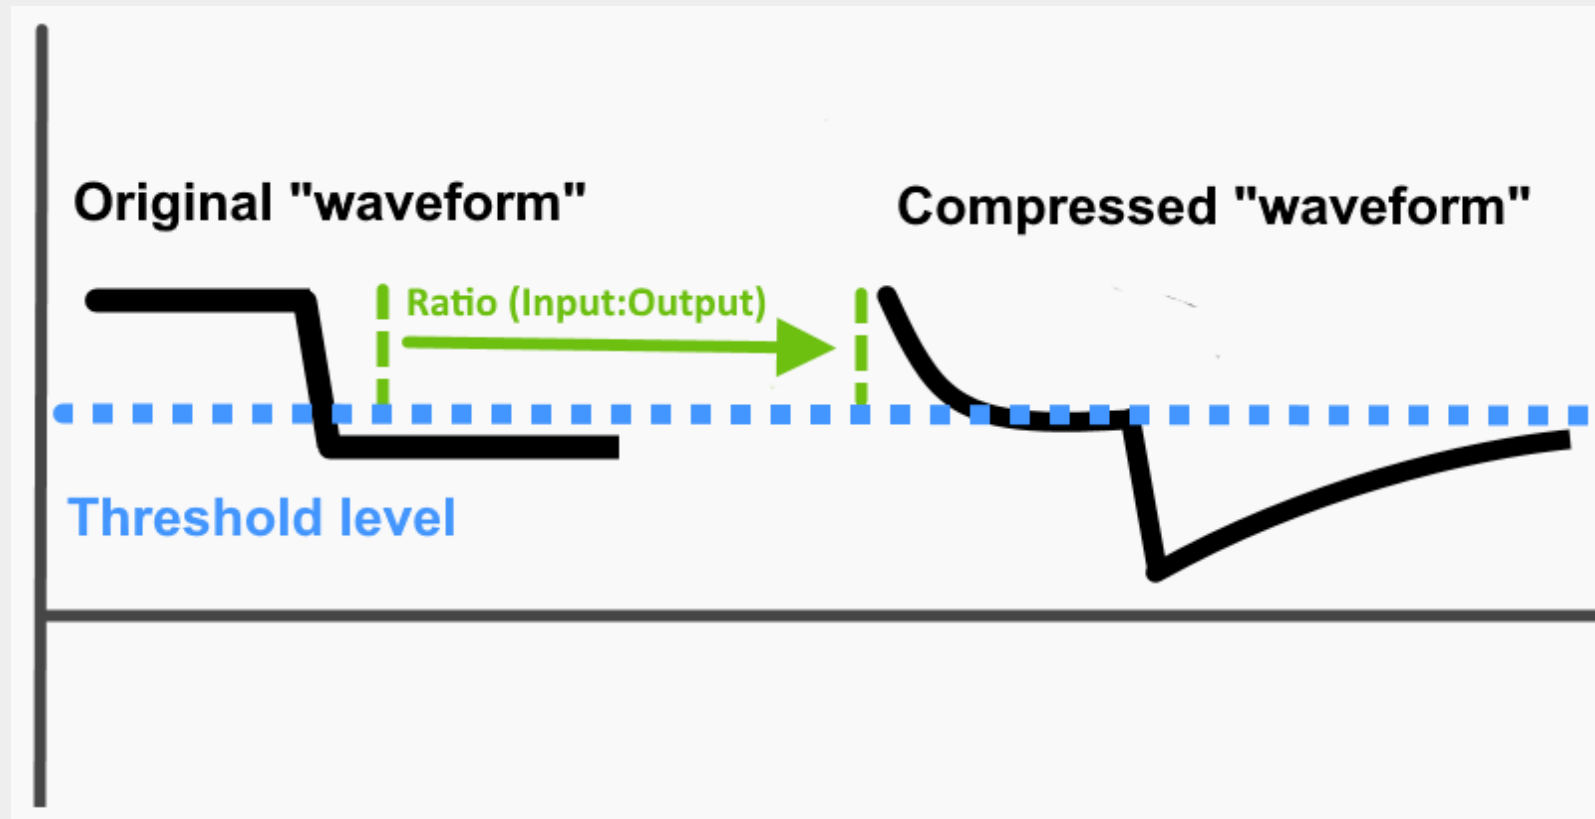 Original "waveform"
Compressed "waveform"
Ratio (Input:Output)
Threshold level